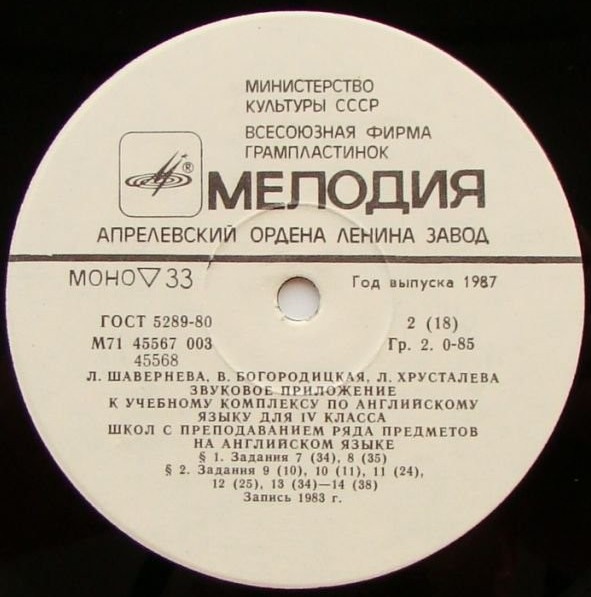 МИНИСТЕРСТВО
КУЛЬТУРЫ СССР
ВСЕСОЮЗНАЯ ФИРМА
ГРАМПЛАСТИНОК
®
МЕЛОДИЯ
АПРЕЛЕВСКИЙ ОРДЕНА ЛЕНИНА ЗАВОД
МОНО ▽ 33 Год выпуска 1987
ГОСТ 5289-80 2 (18)
М71 45567 003 Гр. 2. 0-85
45568
Л. ШАВЕРНЕВА, В. БОГОРОДИЦКАЯ, Л. ХРУСТАЛЕВА
ЗВУКОВОЕ ПРИЛОЖЕНИЕ
К УЧЕБНОМУ КОМПЛЕКСУ ПО АНГЛИЙСКОМУ
ЯЗЫКУ ДЛЯ IV КЛАССА
ШКОЛ С ПРЕПОДАВАНИЕМ РЯДА ПРЕДМЕТОВ
НА АНГЛИЙСКОМ ЯЗЫКЕ
§ 1. Задания 7 (34), 8 (35)
§ 2. Задания 9 (10), 10 (11), 11 (24),
12 (25), 13 (34)—14 (38)
Запись 1983 г.